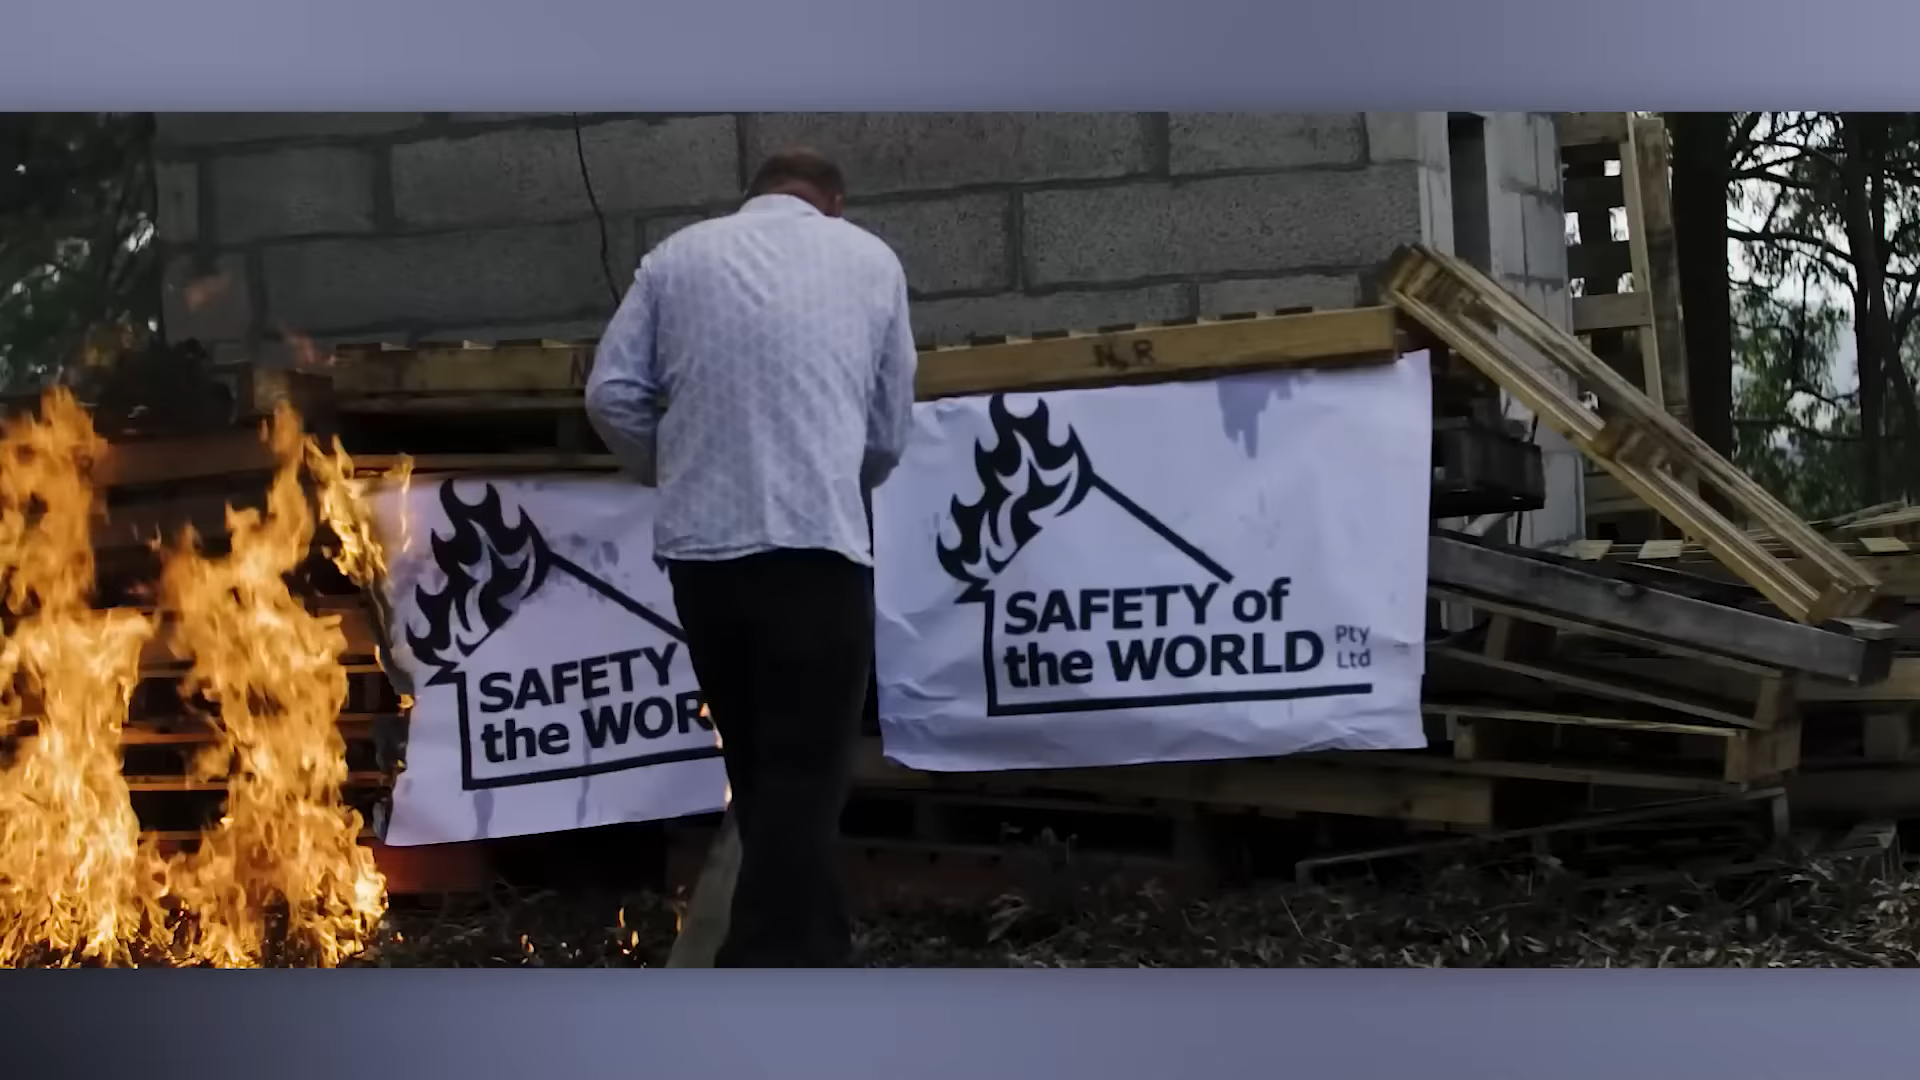 N.R
SAFETY
the WOR
SAFETY of
the WORLD Pty
Ltd